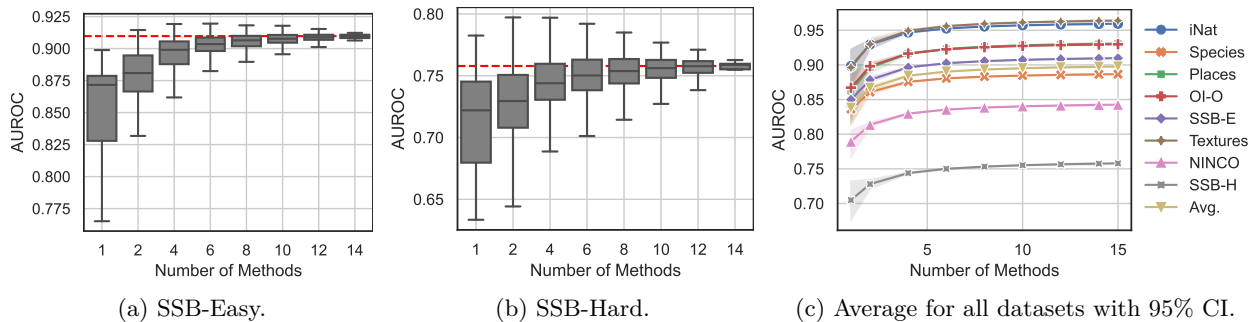 0.925
0.900
0.875
0.850
0.825
0.800
0.775
AUROC
1 2 4 6 8 10 12 14
Number of Methods
(a) SSB-Easy.
0.80
0.75
0.70
0.65
AUROC
1 2 4 6 8 10 12 14
Number of Methods
(b) SSB-Hard.
0.95
0.90
0.85
0.80
0.75
0.70
AUROC
5 10 15
Number of Methods
iNat
Species
Places
OI-O
SSB-E
Textures
NINCO
SSB-H
Avg.
(c) Average for all datasets with 95% CI.